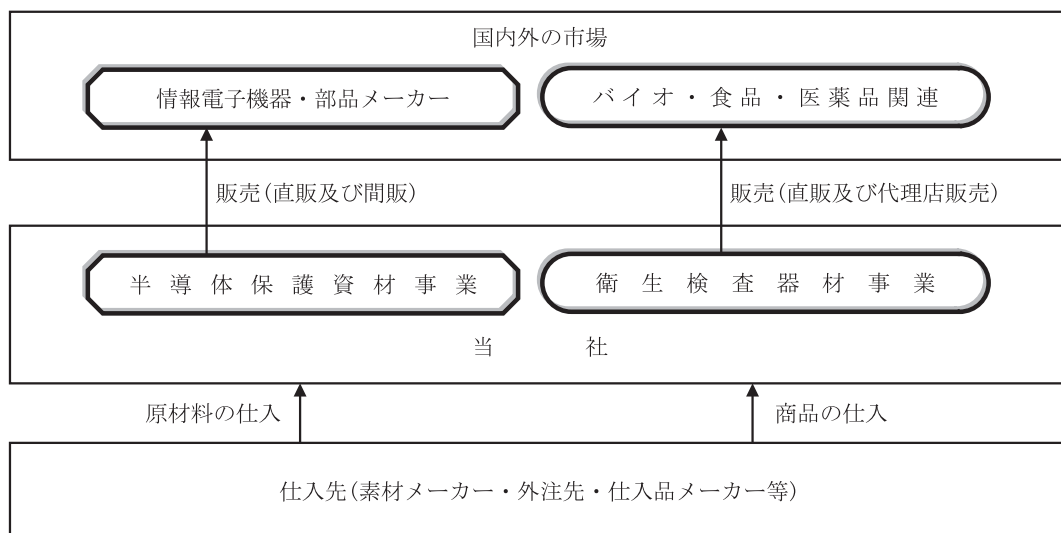 国内外の市場
情報電子機器・部品メーカー
バイオ・食品・医薬品関連
販売(直販及び間販)
販売(直販及び代理店販売)
半導体保護資材事業
衛生検査器材事業
当社
原材料の仕入
商品の仕入
仕入先(素材メーカー・外注先・仕入品メーカー等)